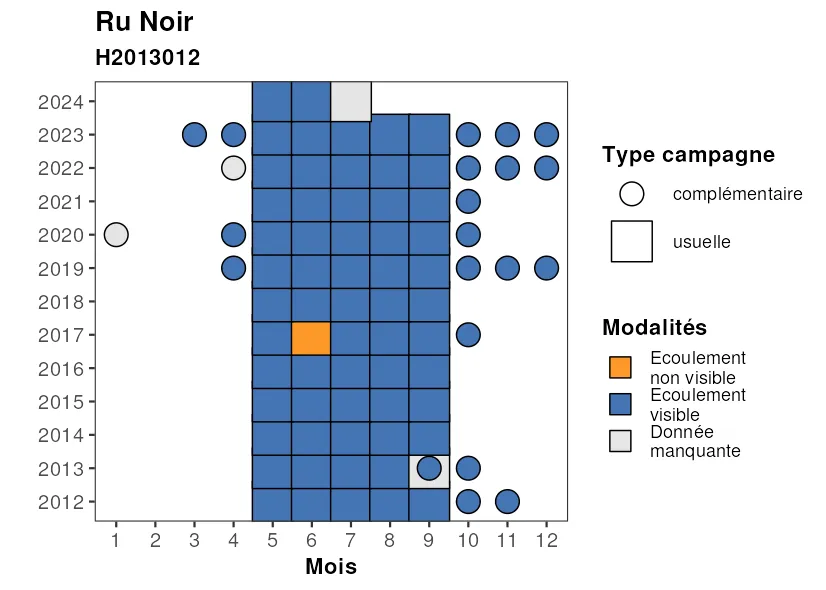 Ru Noir
H2013012
2024
2023
2022
2021
2020
2019
2018
2017
2016
2015
2014
2013
2012
1 2 3 4 5 6 7 8 9 10 11 12
Mois
Type campagne
complémentaire
usuelle
Modalités
Ecoulement
non visible
Ecoulement
visible
Donnée
manquante